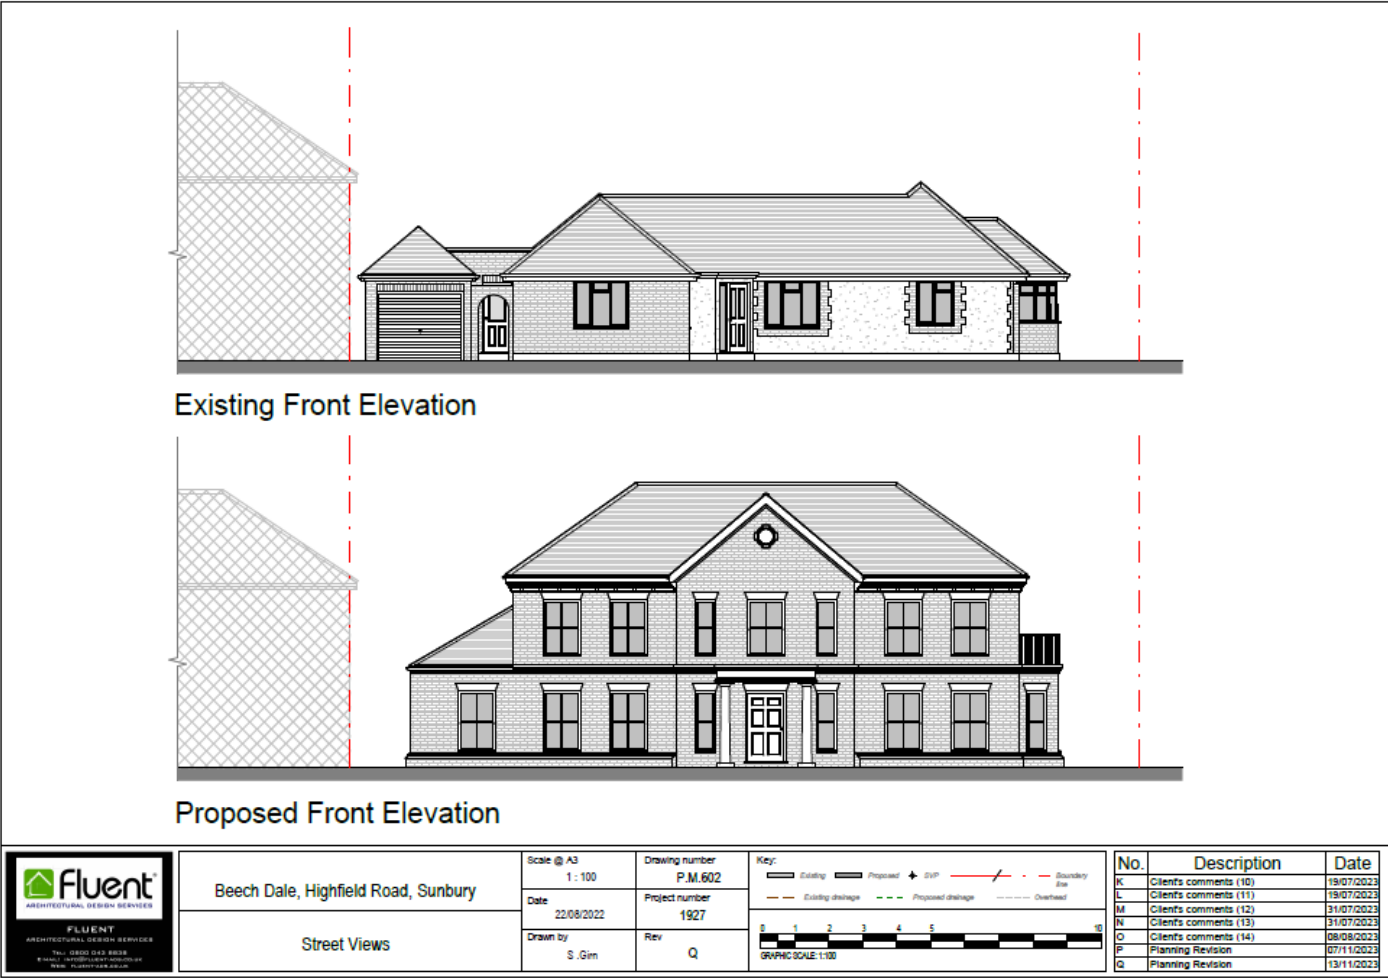 Existing Front Elevation
Proposed Front Elevation
Fluent
ARCHITECTURAL DESIGN SERVICES
FLUENT
ARCHITECTURAL DESIGN SERVICES
TEL: 0800 043 8838
Beech Dale, Highfield Road, Sunbury
Street Views
Scale @ A3
1 : 100
Date
22/08/2022
Drawn by
Drawing number
P.M.602
Project number
1927
Rev
Q
Key:
Existing Proposed SVP Boundary line
Existing drainage Proposed drainage Overhead
0 1 2 3 4 5 10
GRAPHIC SCALE: 1:100
No. Description Date
K Client's comments (10) 19/07/2023
L Client's comments (11) 19/07/2023
M Client's comments (12) 31/07/2023
N Client's comments (13) 31/07/2023
O Client's comments (14) 08/08/2023
P Planning Revision 07/11/2023
Q Planning Revision 13/11/2023